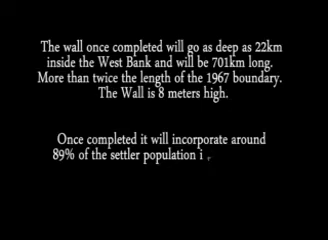 The wall once completed will go as deep as 22km
inside the West Bank and will be 701km long.
More than twice the length of the 1967 boundary.
The Wall is 8 meters high.
Once completed it will incorporate around
89% of the settler population i